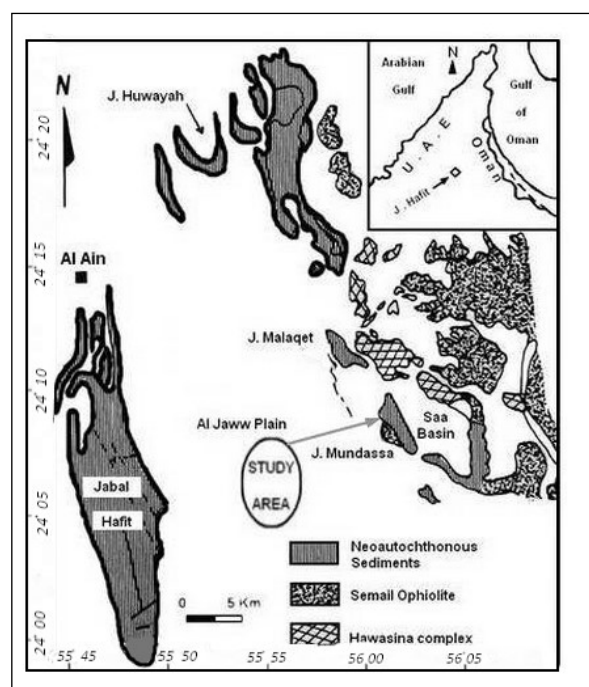 N
J. Huwayah
24 20
24 15
24 10
24 05
24 00
Arabian
Gulf
N
Gulf
of
Oman
U. A. E
Oman
J. Hafit
Al Ain
J. Malaqet
Al Jaww Plain
Saa
Basin
J. Mundassa
STUDY
AREA
Jabal
Hafit
0 5 Km
Neoautochthonous
Sediments
Semail Ophiolite
Hawasina complex
55 45
55 50
55 55
56 00
56 05